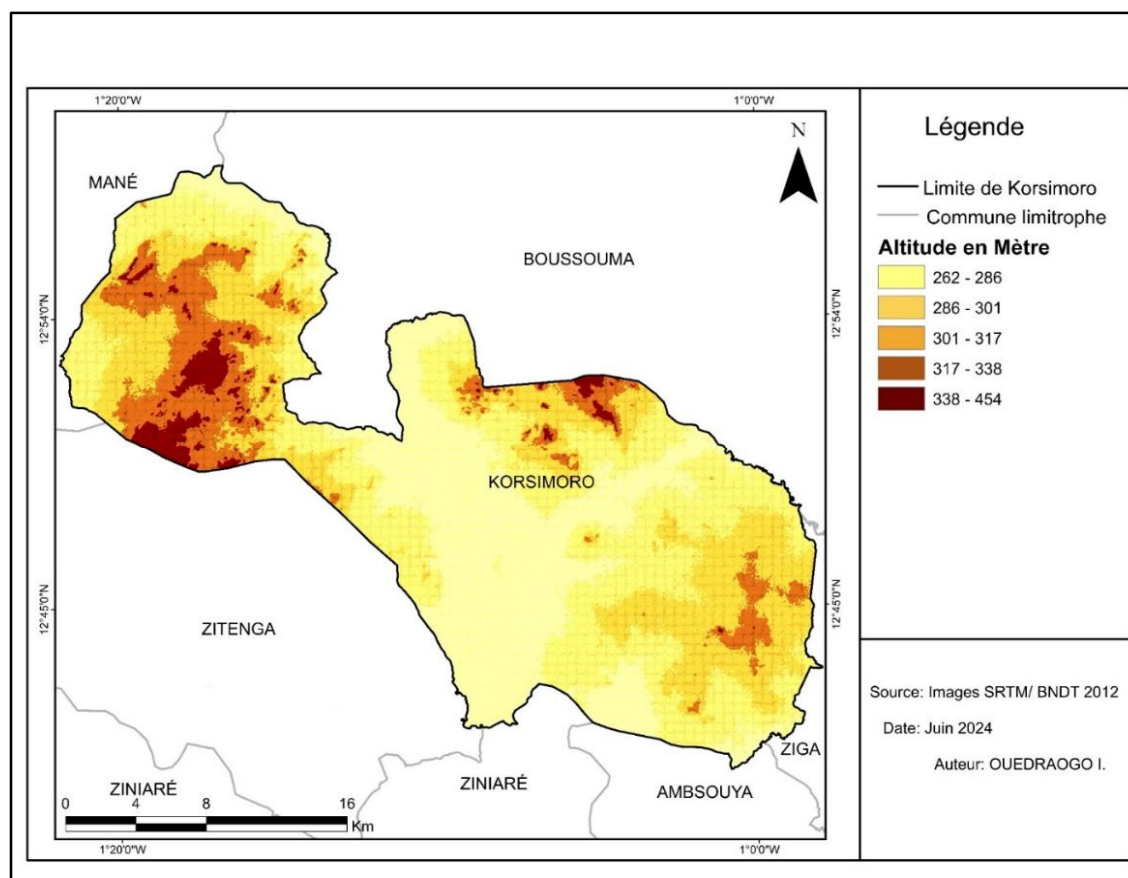 1°20'0"W
1°0'0"W
N
MANÉ
BOUSSOUMA
12°54'0"N
12°54'0"N
KORSIMORO
12°45'0"N
12°45'0"N
ZITENGA
ZIGA
ZINIARÉ
ZINIARÉ
AMBSOUYA
0 4 8 16
Km
1°20'0"W
1°0'0"W
Légende
Limite de Korsimoro
Commune limitrophe
Altitude en Mètre
262 - 286
286 - 301
301 - 317
317 - 338
338 - 454
Source: Images SRTM/ BNDT 2012
Date: Juin 2024
Auteur: OUEDRAOGO I.